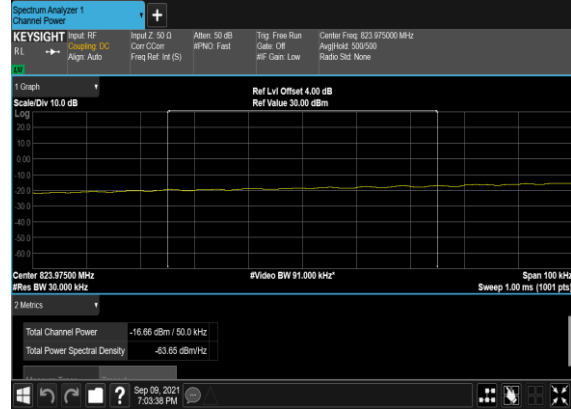 Spectrum Analyzer 1
Channel Power
KEYSIGHT Input: RF Input Z: 50 Ω Atten: 50 dB Trig: Free Run Center Freq: 823.975000 MHz
RL Coupling: DC Corr CCorr #PNO: Fast Gate: Off Avg|Hold: 500/500
Align: Auto Freq Ref: Int (S) #IF Gain: Low Radio Std: None
LM
1 Graph Ref Lvl Offset 4.00 dB
Scale/Div 10.0 dB Ref Value 30.00 dBm
Log
20.0
10.0
0.00
-10.0
-20.0
-30.0
-40.0
-50.0
-60.0
Center 823.97500 MHz #Video BW 91.000 kHz* Span 100 kHz
#Res BW 30.000 kHz Sweep 1.00 ms (1001 pts)
2 Metrics
Total Channel Power -16.66 dBm / 50.0 kHz
Total Power Spectral Density -63.65 dBm/Hz
Sep 09, 2021
7:03:38 PM